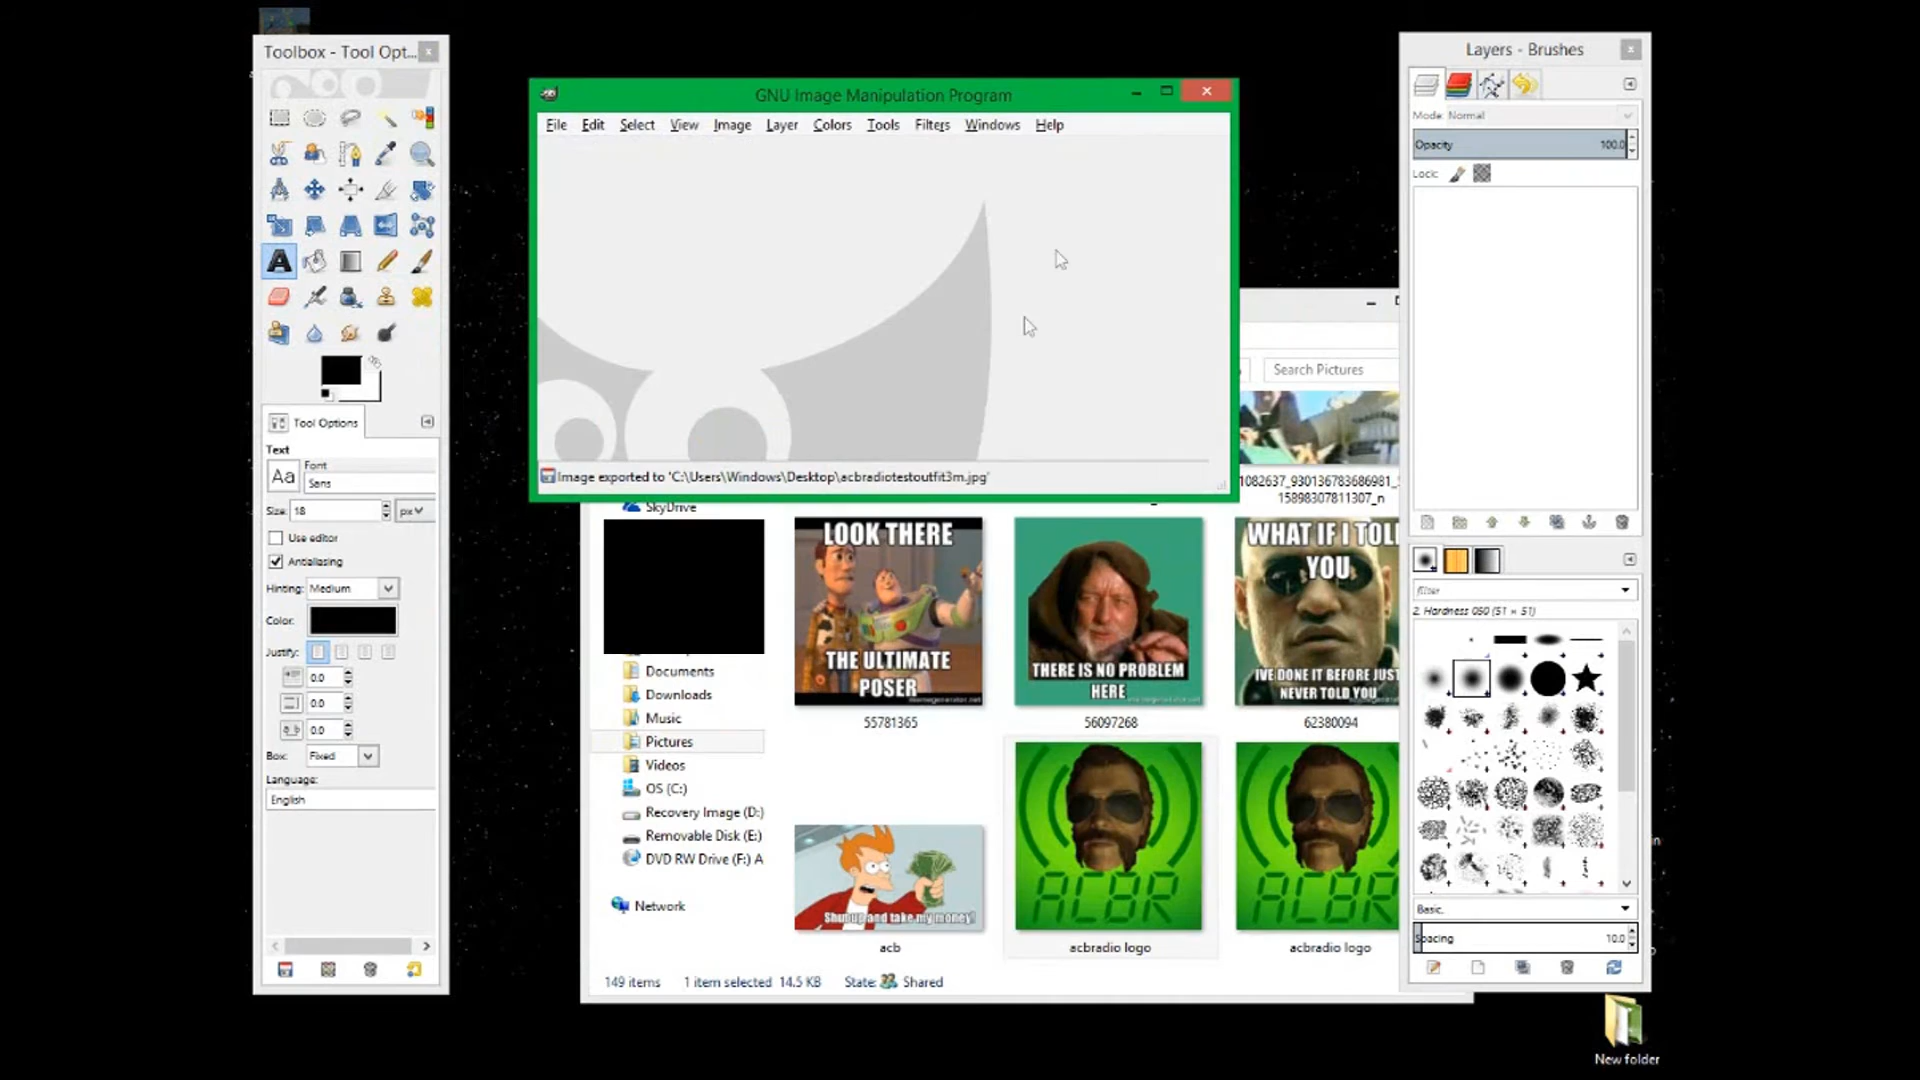 Toolbox - Tool Opt...
GNU Image Manipulation Program
File Edit Select View Image Layer Colors Tools Filters Windows Help
Image exported to 'C:\Users\Windows\Desktop\acbradiotestoutfit3m.jpg'
Tool Options
Text
Aa
Font
Sans
Size: 18 px
Use editor
Antialiasing
Hinting: Medium
Color:
Justify:
0.0
0.0
0.0
Box: Fixed
Language:
English
Search Pictures
1082637_930136783686981_
15898307811307_n
SkyDrive
Documents
Downloads
Music
Pictures
Videos
OS (C:)
Recovery Image (D:)
Removable Disk (E:)
DVD RW Drive (F:) A
Network
LOOK THERE
THE ULTIMATE
POSER
55781365
THERE IS NO PROBLEM
HERE
56097268
WHAT IF I TOL
YOU
IVE DONE IT BEFORE JUST
NEVER TOLD YOU
62380094
Shut up and take my money!
acb
ACBR
acbradio logo
ACBR
acbradio logo
149 items 1 item selected 14.5 KB State: Shared
Layers - Brushes
Mode: Normal
Opacity 100.0
Lock:
filter
2. Hardness 050 (51 × 51)
Basic,
Spacing 10.0
New folder